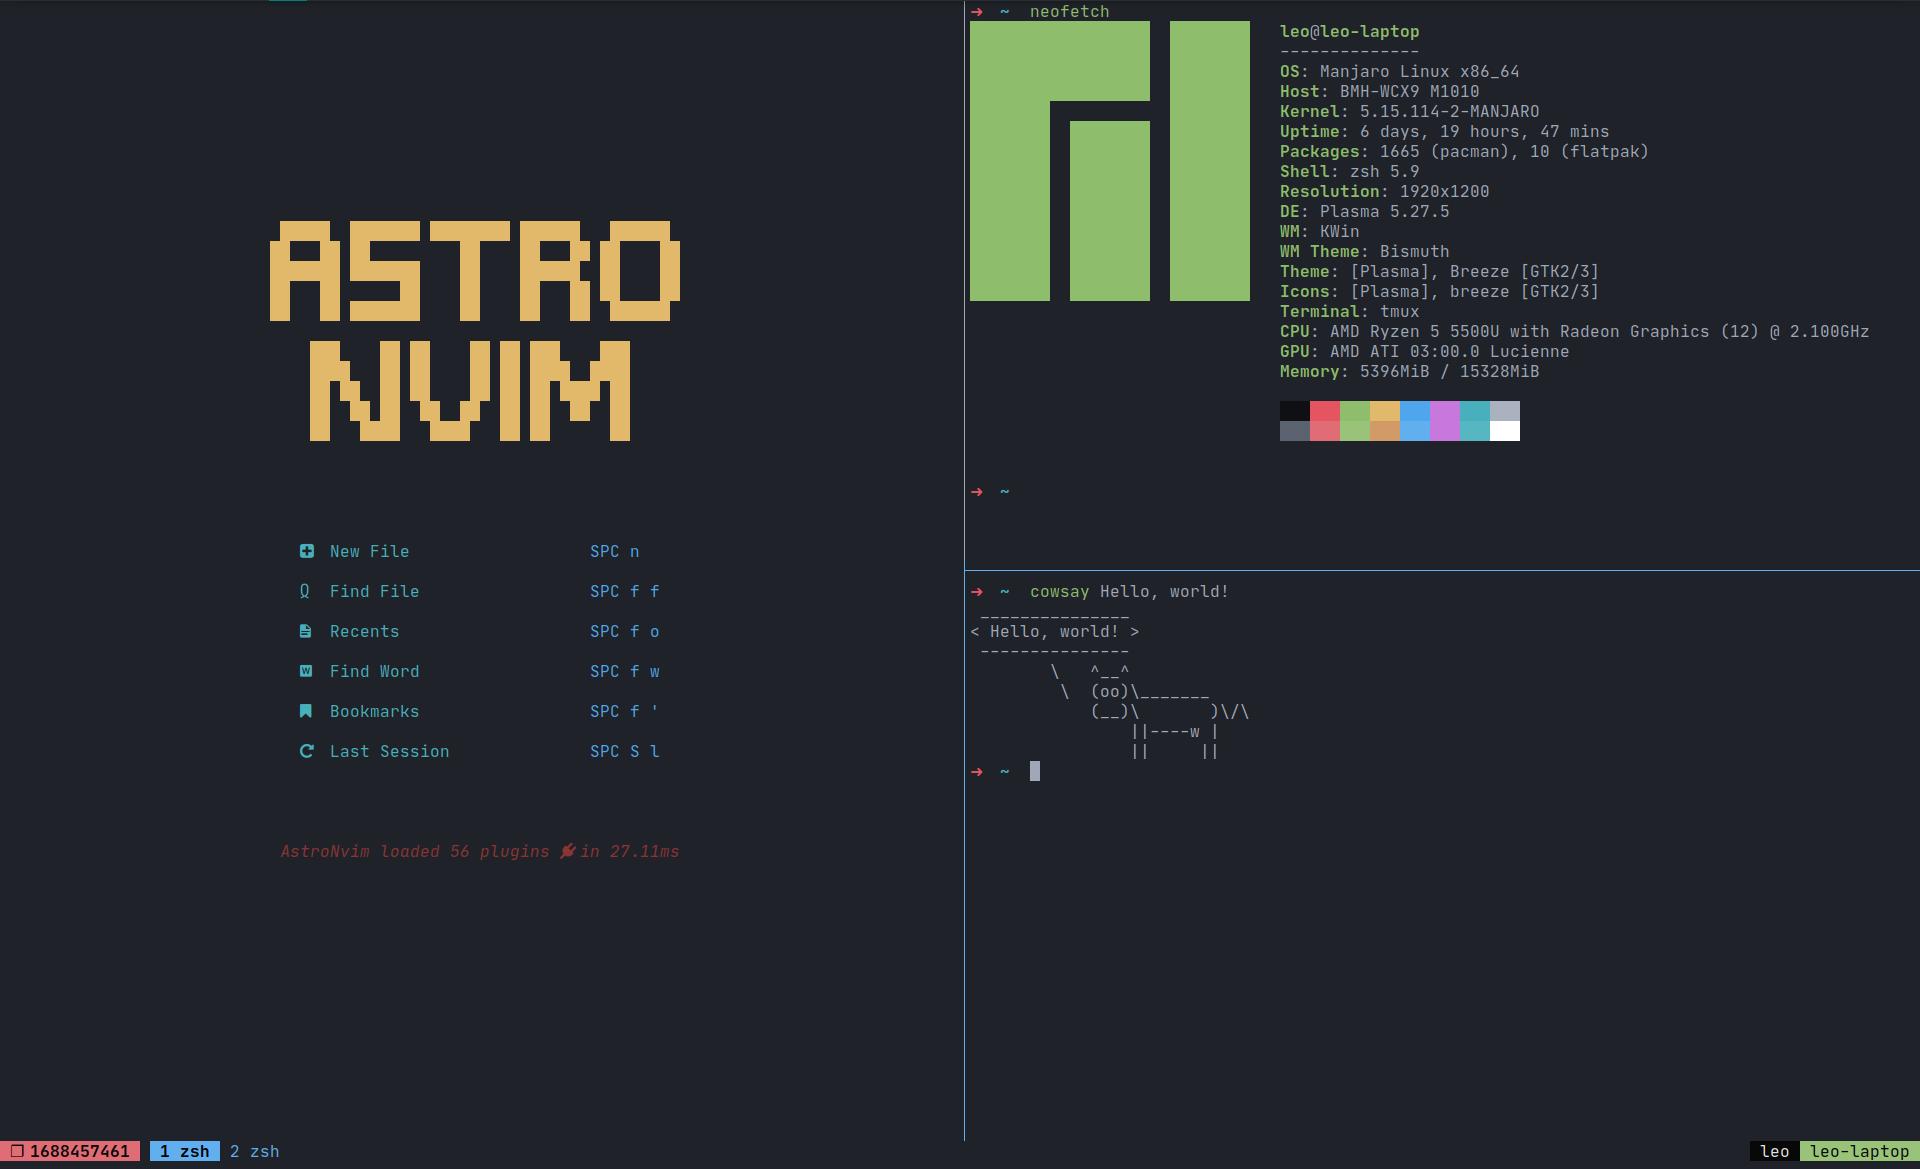 ASTRO
NVIM
New File SPC n
Find File SPC f f
Recents SPC f o
Find Word SPC f w
Bookmarks SPC f '
Last Session SPC S l
AstroNvim loaded 56 plugins in 27.11ms
➜ ~ neofetch
leo@leo-laptop
--------------
OS: Manjaro Linux x86_64
Host: BMH-WCX9 M1010
Kernel: 5.15.114-2-MANJARO
Uptime: 6 days, 19 hours, 47 mins
Packages: 1665 (pacman), 10 (flatpak)
Shell: zsh 5.9
Resolution: 1920x1200
DE: Plasma 5.27.5
WM: KWin
WM Theme: Bismuth
Theme: [Plasma], Breeze [GTK2/3]
Icons: [Plasma], breeze [GTK2/3]
Terminal: tmux
CPU: AMD Ryzen 5 5500U with Radeon Graphics (12) @ 2.100GHz
GPU: AMD ATI 03:00.0 Lucienne
Memory: 5396MiB / 15328MiB
➜ ~
➜ ~ cowsay Hello, world!
 _______________
< Hello, world! >
 ---------------
        \   ^__^
         \  (oo)\_______
            (__)\       )\/\
                ||----w |
                ||     ||
➜ ~
❐ 1688457461 1 zsh 2 zsh leo leo-laptop